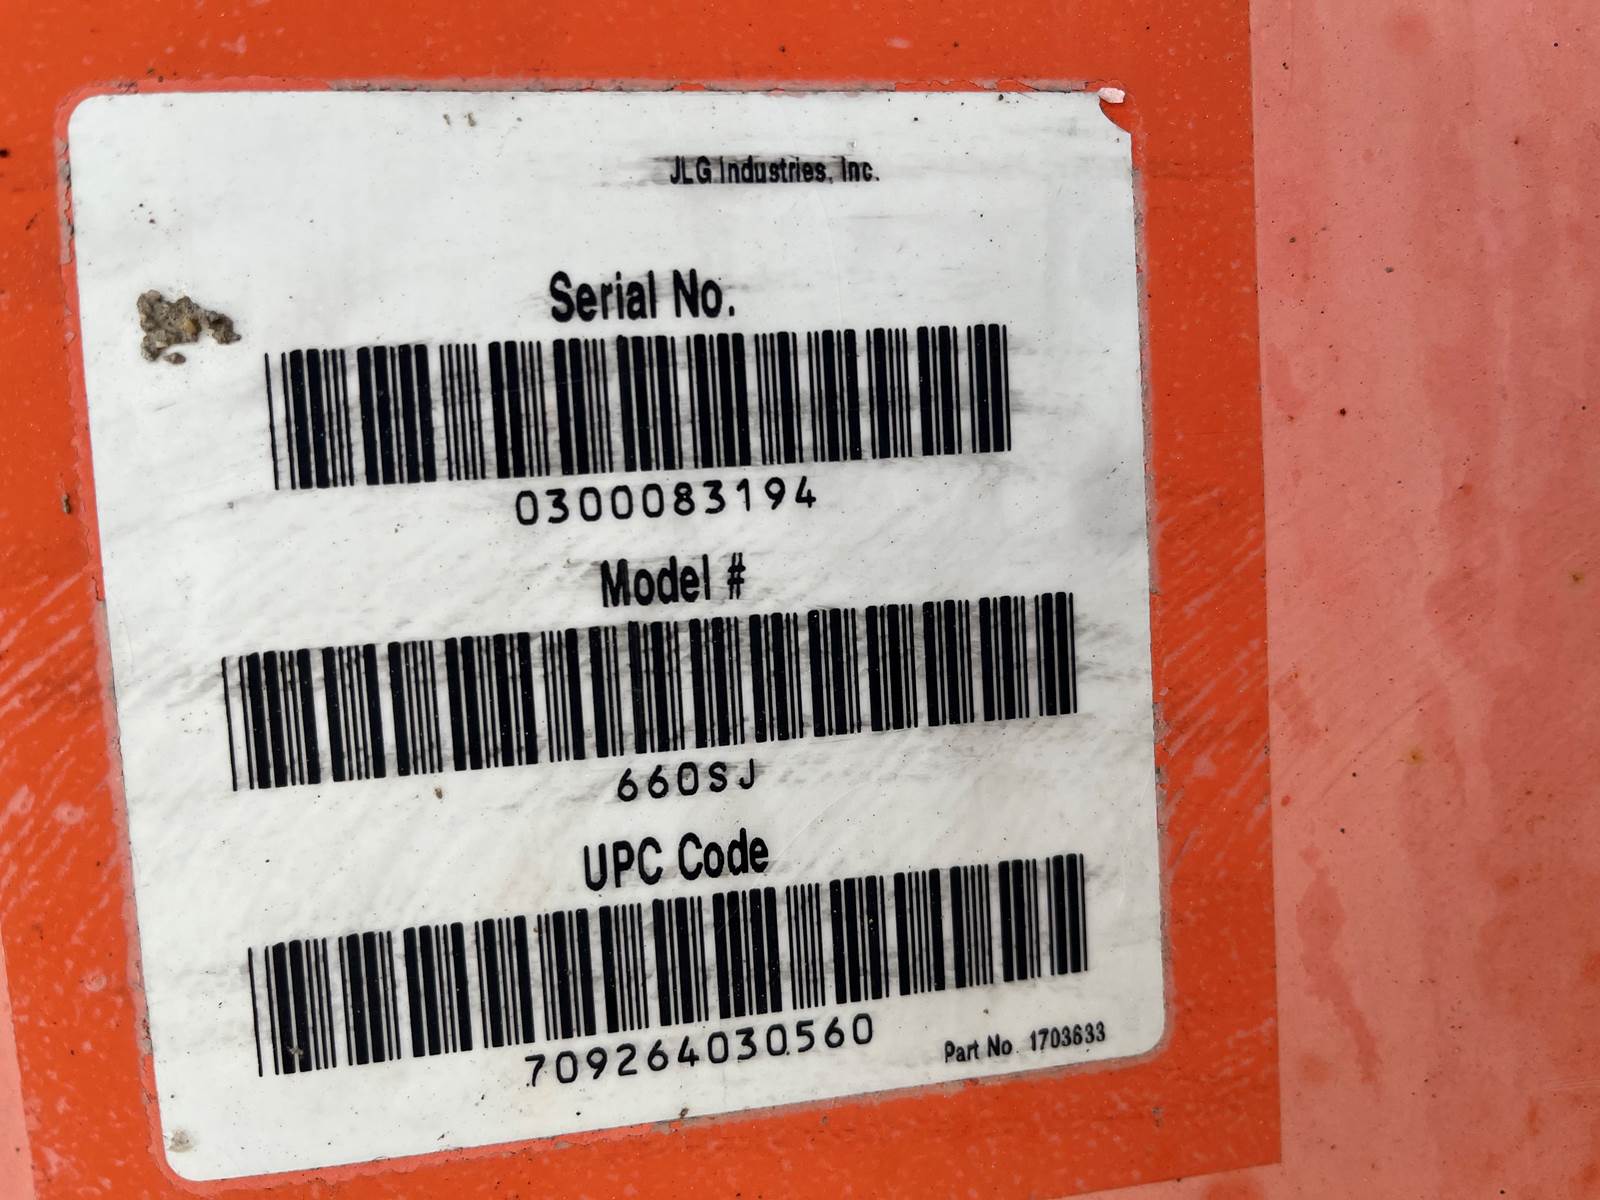 JLG Industries, Inc.
Serial No.
0300083194
Model #
660SJ
UPC Code
709264030560
Part No. 1703633